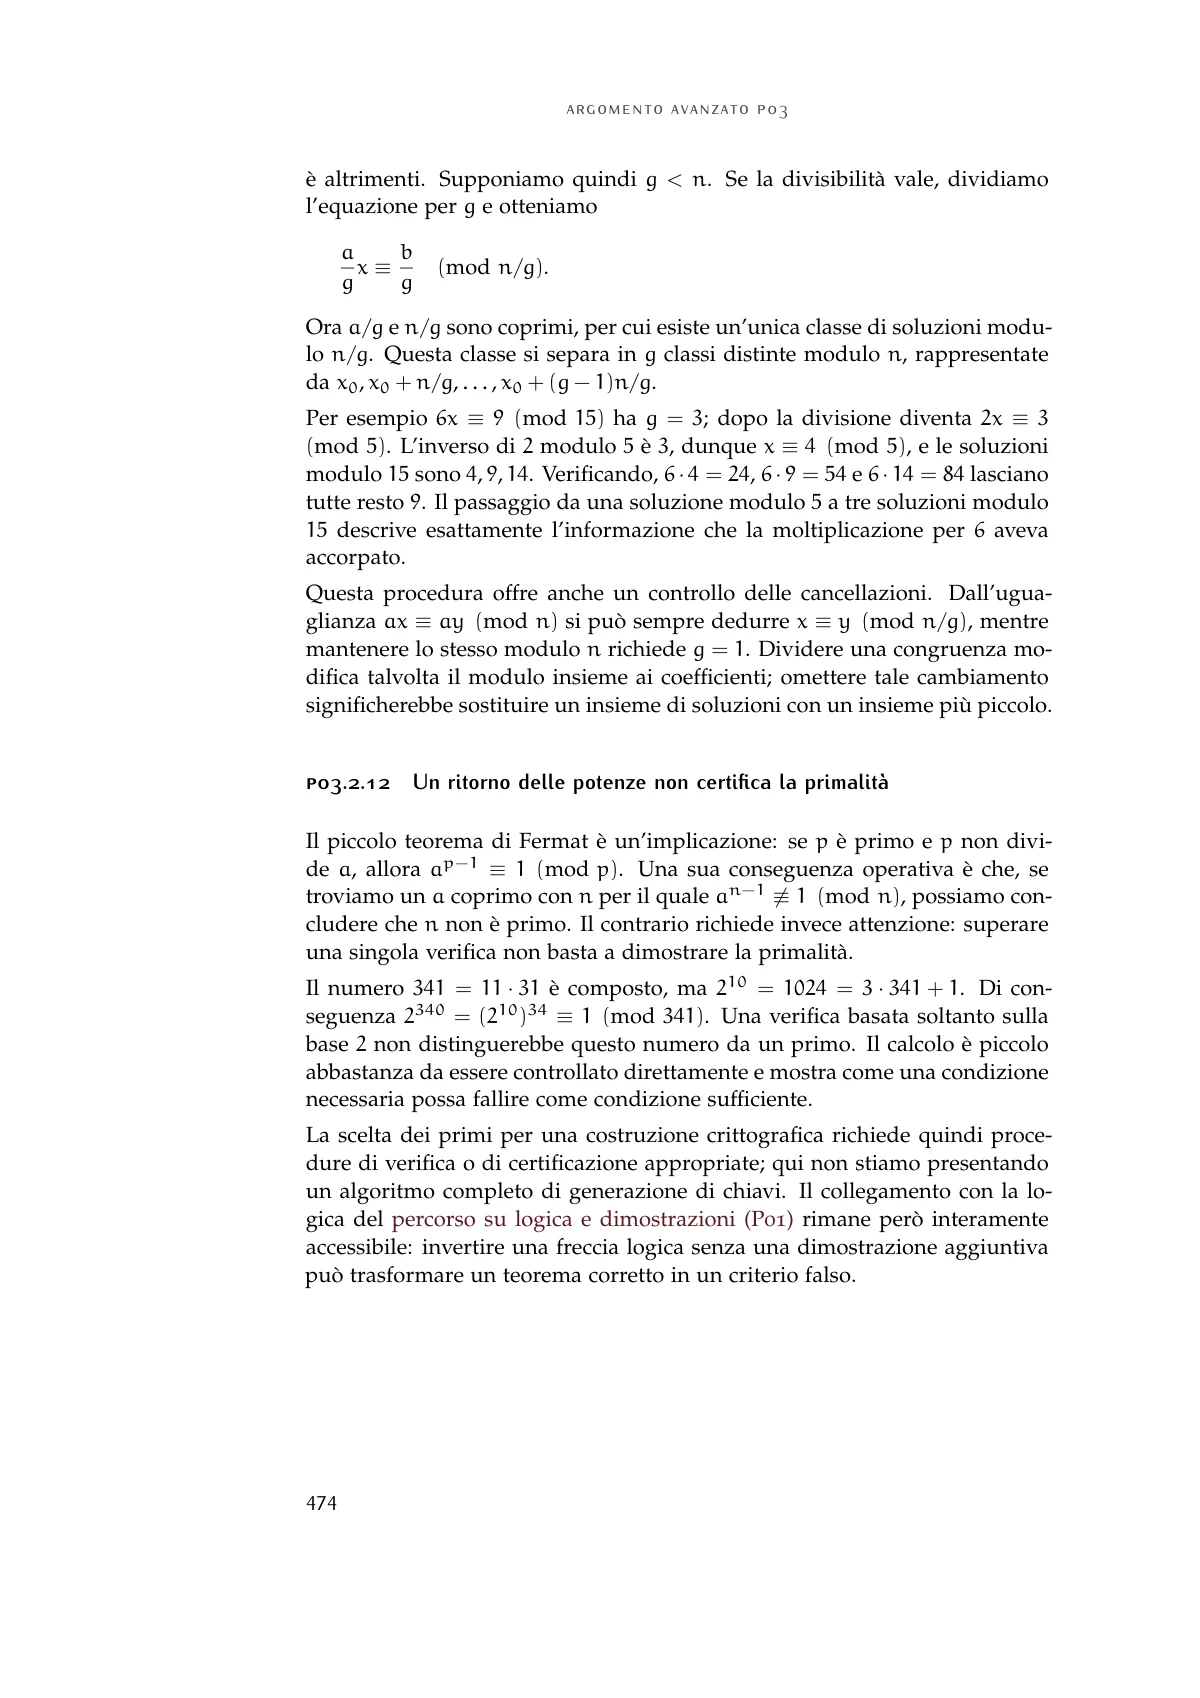 ARGOMENTO AVANZATO P03
è altrimenti. Supponiamo quindi g < n. Se la divisibilità vale, dividiamo
l'equazione per g e otteniamo
a/g x ≡ b/g (mod n/g).
Ora a/g e n/g sono coprimi, per cui esiste un'unica classe di soluzioni modu-
lo n/g. Questa classe si separa in g classi distinte modulo n, rappresentate
da x₀, x₀ + n/g, . . . , x₀ + (g − 1)n/g.
Per esempio 6x ≡ 9 (mod 15) ha g = 3; dopo la divisione diventa 2x ≡ 3
(mod 5). L'inverso di 2 modulo 5 è 3, dunque x ≡ 4 (mod 5), e le soluzioni
modulo 15 sono 4, 9, 14. Verificando, 6 · 4 = 24, 6 · 9 = 54 e 6 · 14 = 84 lasciano
tutte resto 9. Il passaggio da una soluzione modulo 5 a tre soluzioni modulo
15 descrive esattamente l'informazione che la moltiplicazione per 6 aveva
accorpato.
Questa procedura offre anche un controllo delle cancellazioni. Dall'ugua-
glianza ax ≡ ay (mod n) si può sempre dedurre x ≡ y (mod n/g), mentre
mantenere lo stesso modulo n richiede g = 1. Dividere una congruenza mo-
difica talvolta il modulo insieme ai coefficienti; omettere tale cambiamento
significherebbe sostituire un insieme di soluzioni con un insieme più piccolo.
P03.2.12 Un ritorno delle potenze non certifica la primalità
Il piccolo teorema di Fermat è un'implicazione: se p è primo e p non divi-
de a, allora aᵖ⁻¹ ≡ 1 (mod p). Una sua conseguenza operativa è che, se
troviamo un a coprimo con n per il quale aⁿ⁻¹ ≢ 1 (mod n), possiamo con-
cludere che n non è primo. Il contrario richiede invece attenzione: superare
una singola verifica non basta a dimostrare la primalità.
Il numero 341 = 11 · 31 è composto, ma 2¹⁰ = 1024 = 3 · 341 + 1. Di con-
seguenza 2³⁴⁰ = (2¹⁰)³⁴ ≡ 1 (mod 341). Una verifica basata soltanto sulla
base 2 non distinguerebbe questo numero da un primo. Il calcolo è piccolo
abbastanza da essere controllato direttamente e mostra come una condizione
necessaria possa fallire come condizione sufficiente.
La scelta dei primi per una costruzione crittografica richiede quindi proce-
dure di verifica o di certificazione appropriate; qui non stiamo presentando
un algoritmo completo di generazione di chiavi. Il collegamento con la lo-
gica del percorso su logica e dimostrazioni (P01) rimane però interamente
accessibile: invertire una freccia logica senza una dimostrazione aggiuntiva
può trasformare un teorema corretto in un criterio falso.
474